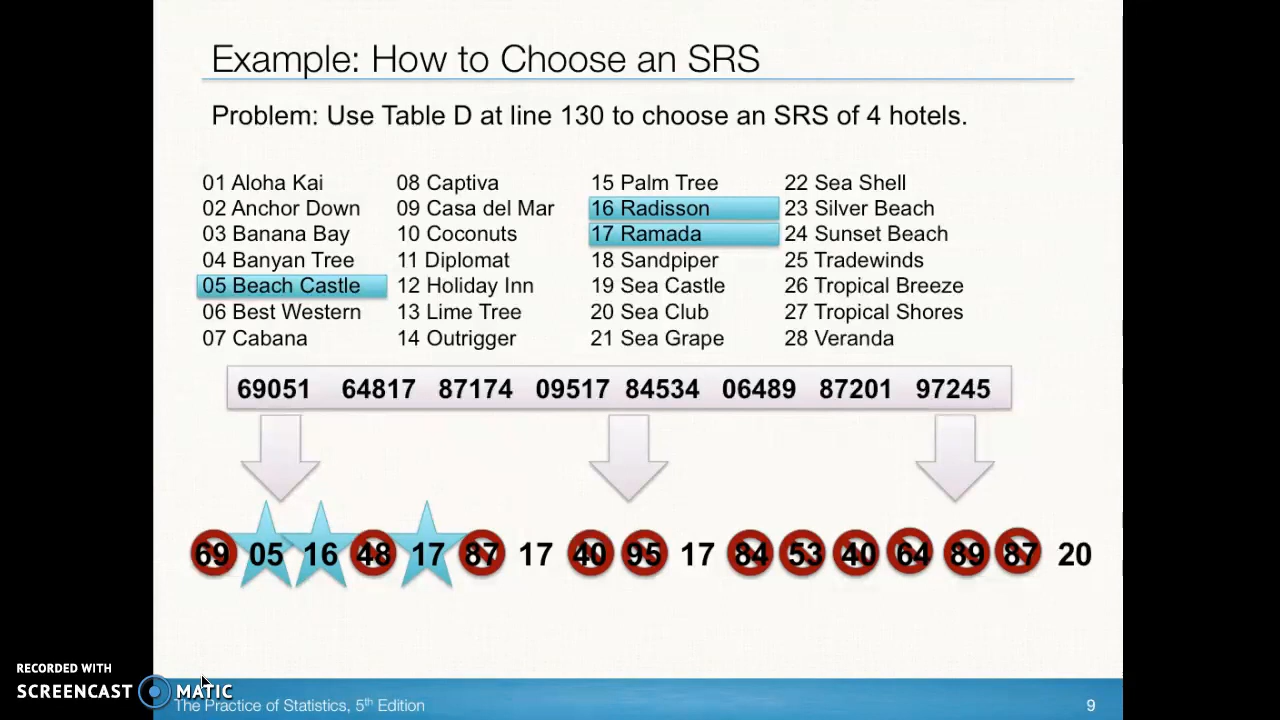 Example: How to Choose an SRS
Problem: Use Table D at line 130 to choose an SRS of 4 hotels.
01 Aloha Kai
02 Anchor Down
03 Banana Bay
04 Banyan Tree
05 Beach Castle
06 Best Western
07 Cabana
08 Captiva
09 Casa del Mar
10 Coconuts
11 Diplomat
12 Holiday Inn
13 Lime Tree
14 Outrigger
15 Palm Tree
16 Radisson
17 Ramada
18 Sandpiper
19 Sea Castle
20 Sea Club
21 Sea Grape
22 Sea Shell
23 Silver Beach
24 Sunset Beach
25 Tradewinds
26 Tropical Breeze
27 Tropical Shores
28 Veranda
69051 64817 87174 09517 84534 06489 87201 97245
69 05 16 48 17 87 17 40 95 17 84 53 40 64 89 87 20
RECORDED WITH
SCREENCAST MATIC
The Practice of Statistics, 5th Edition
9